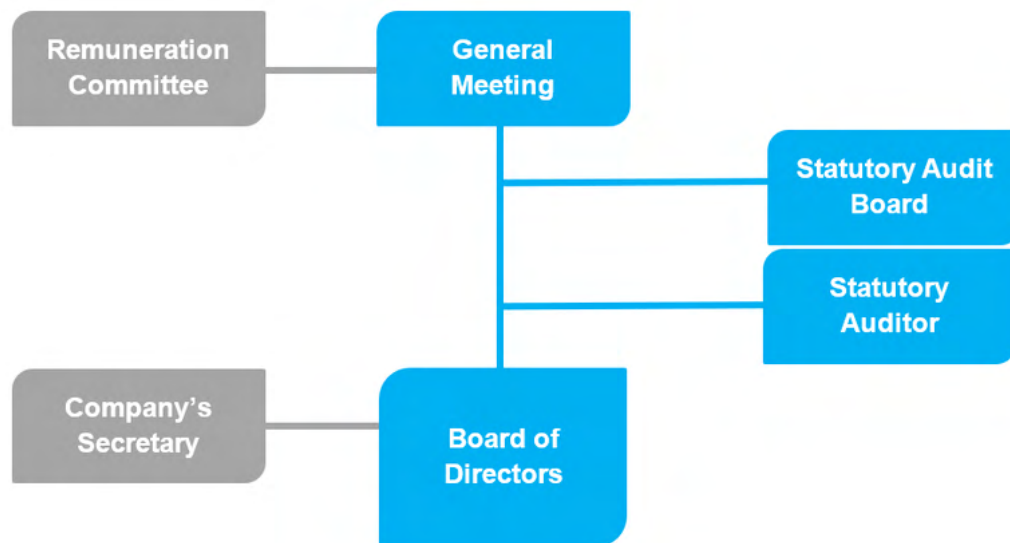 Remuneration
Committee
General
Meeting
Statutory Audit
Board
Statutory
Auditor
Company’s
Secretary
Board of
Directors